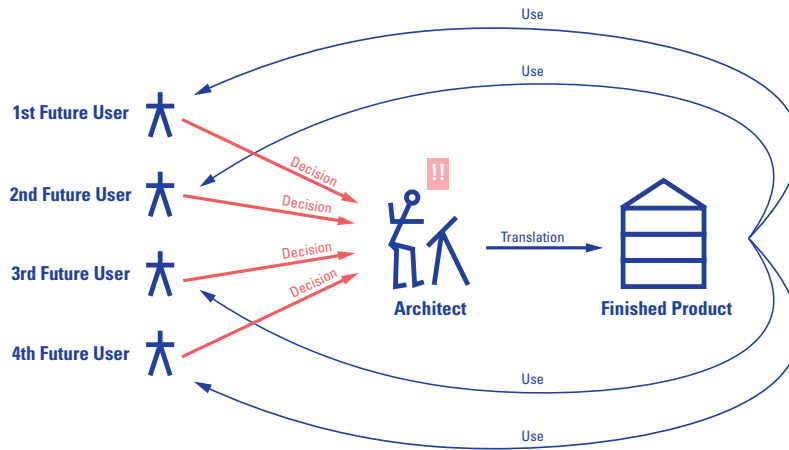 Use
Use
1st Future User
Decision
!!
2nd Future User
Decision
Translation
3rd Future User
Decision
Decision
Architect
Finished Product
4th Future User
Use
Use